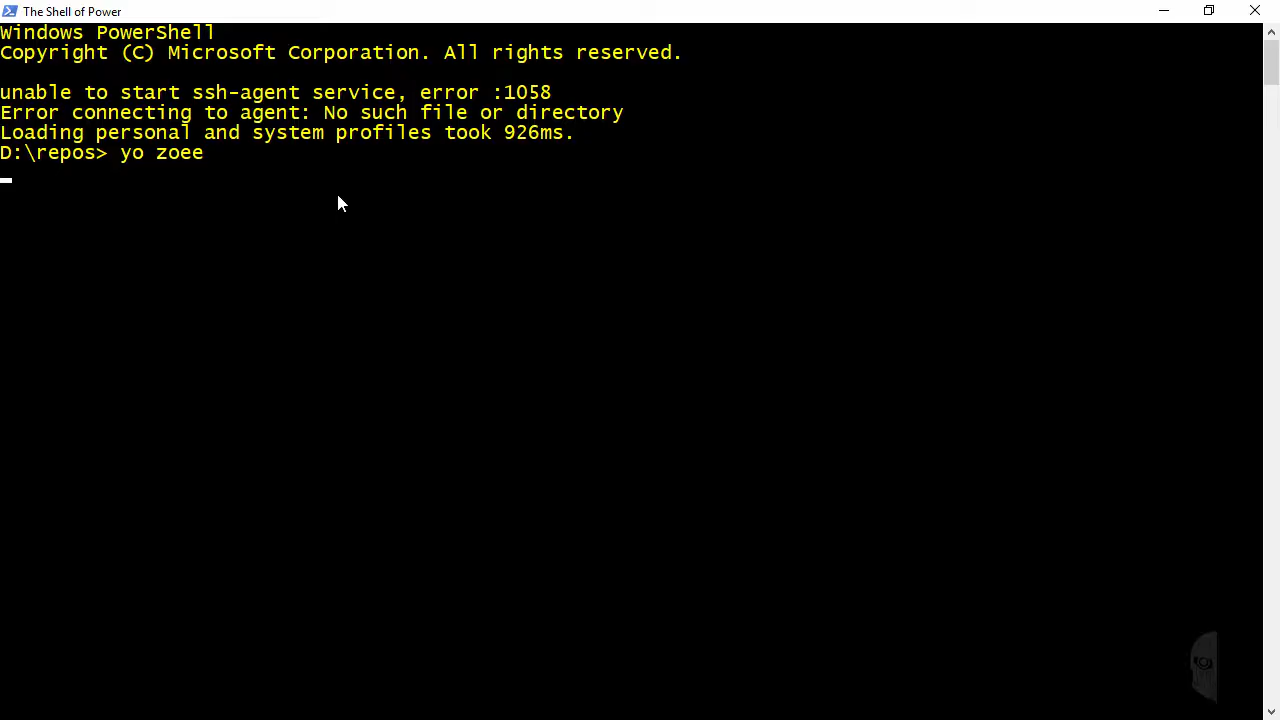 The Shell of Power
Windows PowerShell
Copyright (C) Microsoft Corporation. All rights reserved.
unable to start ssh-agent service, error :1058
Error connecting to agent: No such file or directory
Loading personal and system profiles took 926ms.
D:\repos> yo zoee